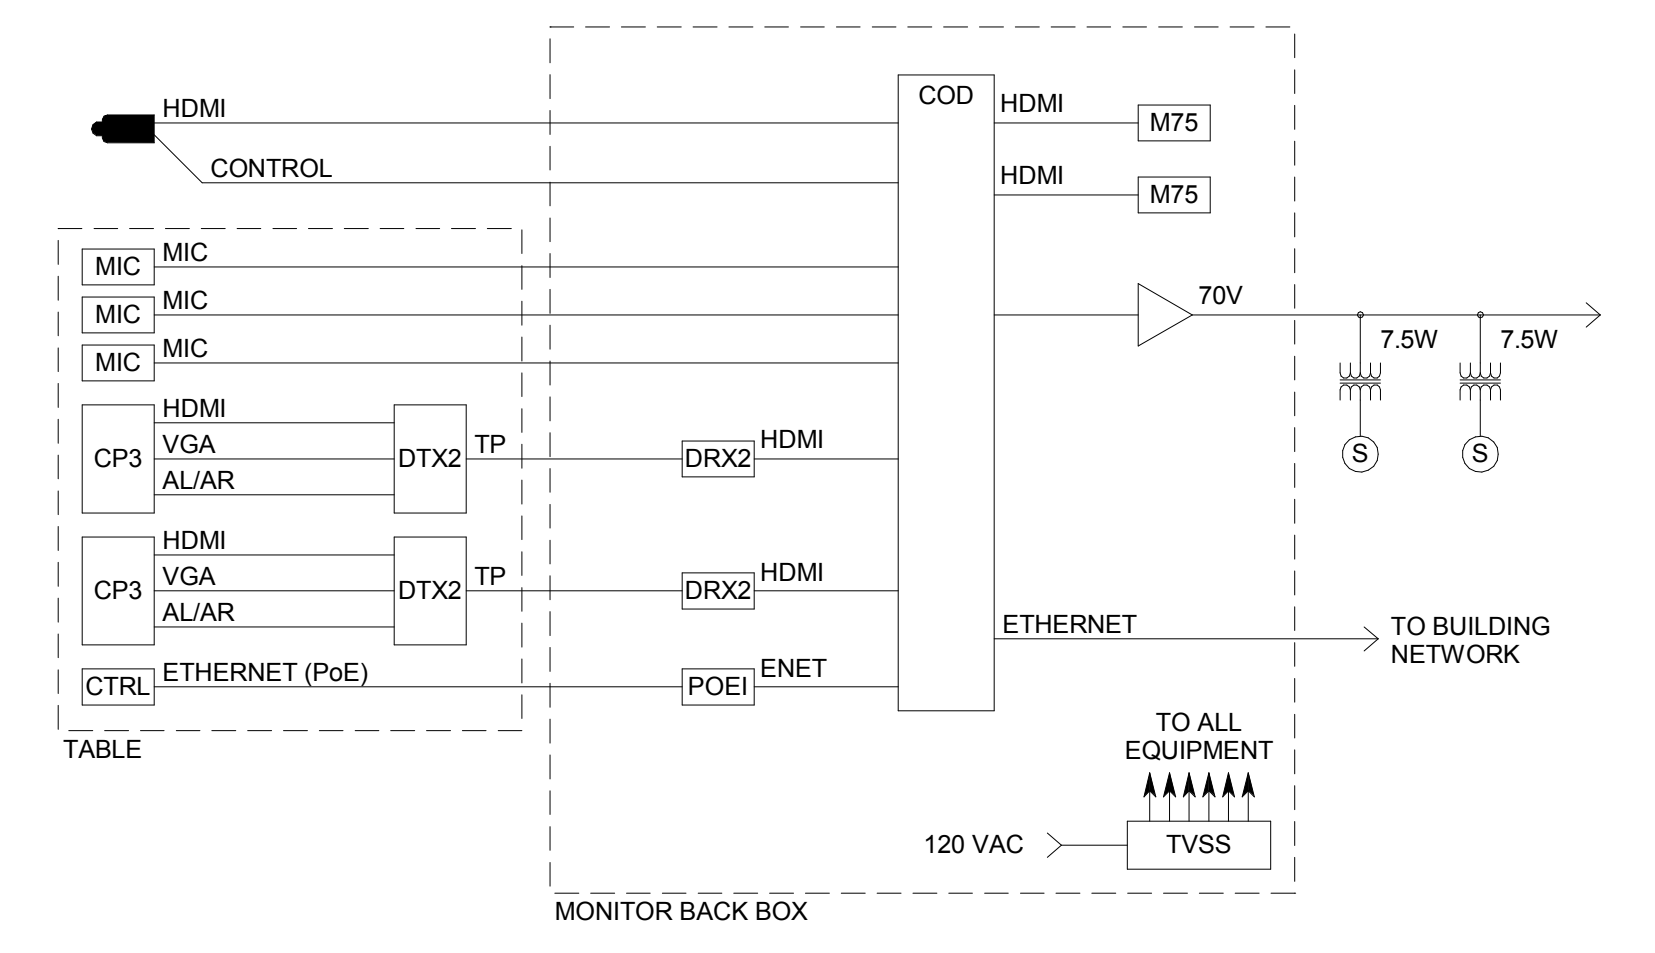 COD
HDMI
HDMI
M75
CONTROL
HDMI
M75
MIC
MIC
MIC
MIC
70V
7.5W
7.5W
MIC
MIC
S
S
CP3
HDMI
VGA
AL/AR
DTX2
TP
DRX2
HDMI
CP3
HDMI
VGA
AL/AR
DTX2
TP
DRX2
HDMI
ETHERNET
TO BUILDING
NETWORK
CTRL
ETHERNET (PoE)
POEI
ENET
TABLE
TO ALL
EQUIPMENT
120 VAC
TVSS
MONITOR BACK BOX